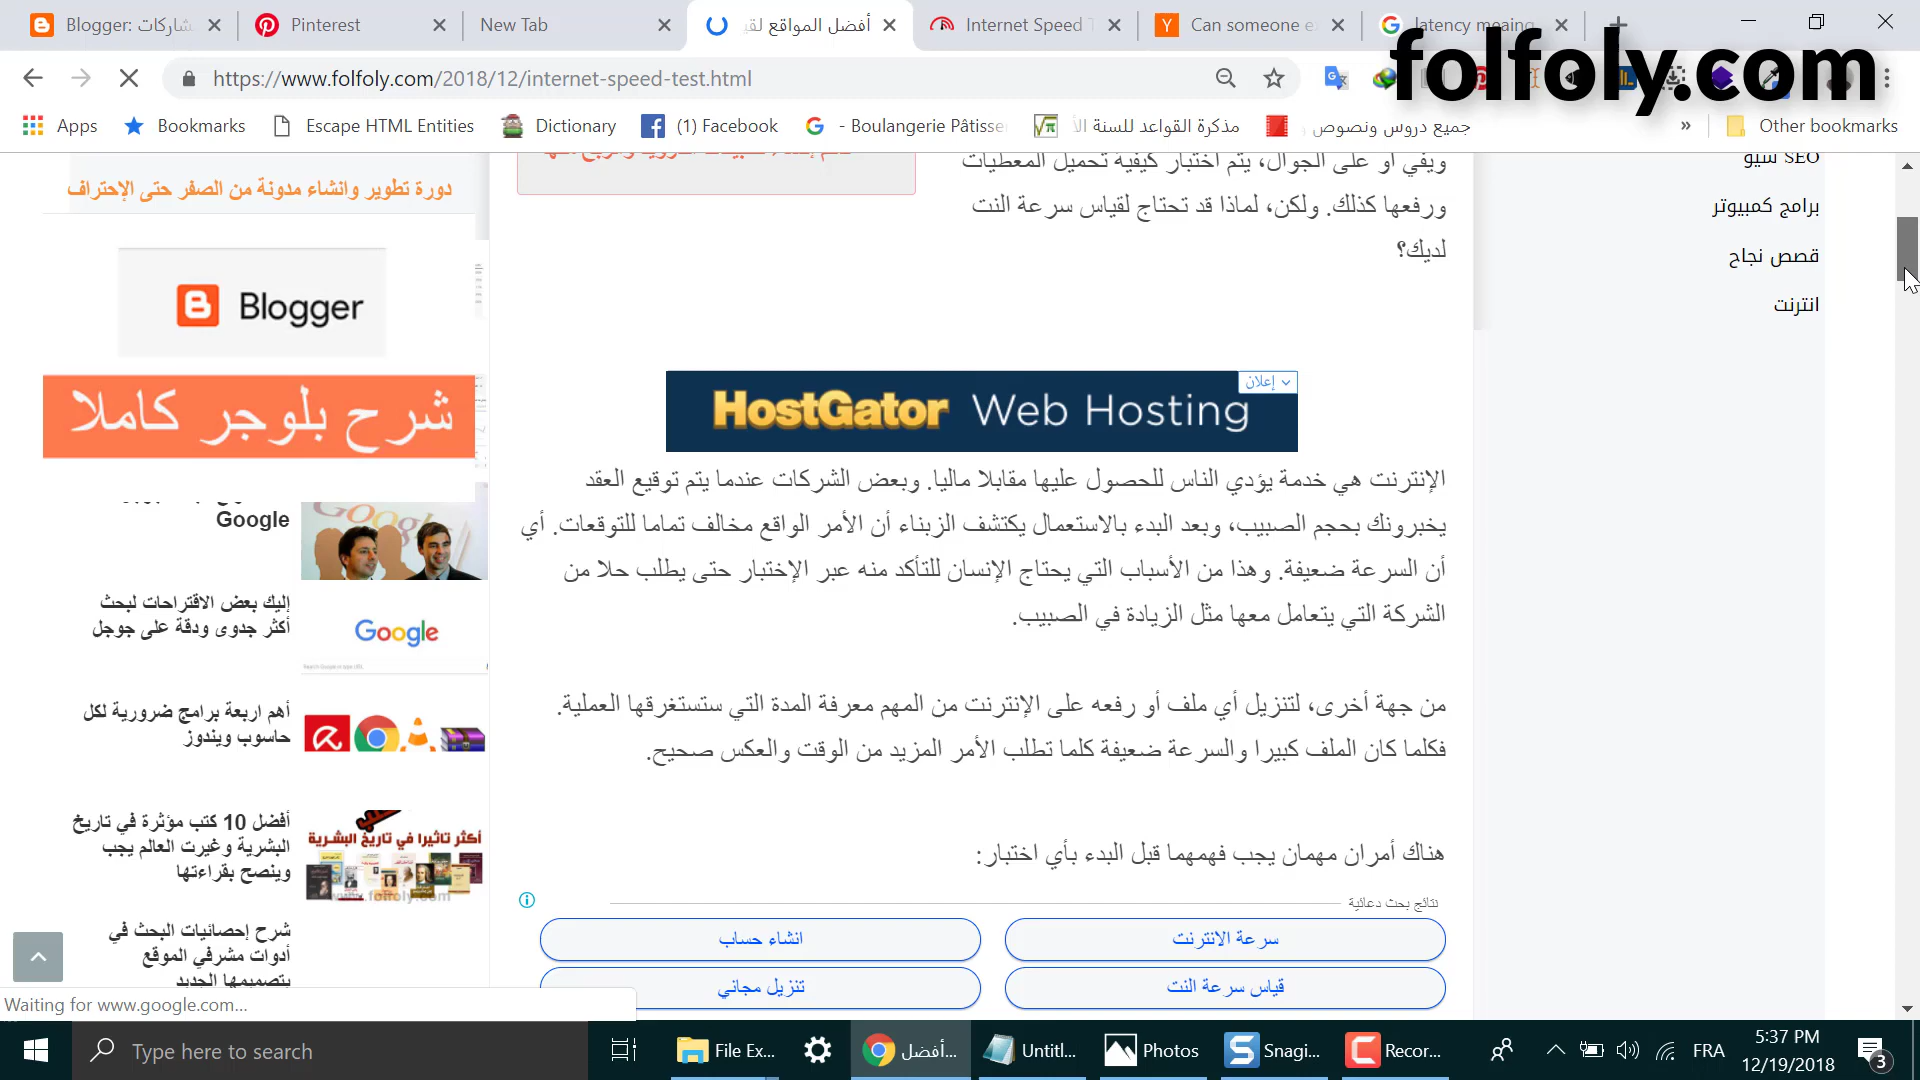 Blogger: مشاركات
Pinterest
New Tab
أفضل المواقع لقي
Internet Speed T
Can someone e
latency meaing
folfoly.com
https://www.folfoly.com/2018/12/internet-speed-test.html
Apps
Bookmarks
Escape HTML Entities
Dictionary
(1) Facebook
- Boulangerie Pâtisse
مذكرة القواعد للسنة الأ
جميع دروس ونصوص و
»
Other bookmarks
دورة تطوير وانشاء مدونة من الصفر حتى الإحتراف
Blogger
شرح بلوجر كاملا
Google
إليك بعض الاقتراحات لبحث
أكثر جدوى ودقة على جوجل
Google
أهم اربعة برامج ضرورية لكل
حاسوب ويندوز
أفضل 10 كتب مؤثرة في تاريخ
البشرية وغيرت العالم يجب
وينصح بقراءتها
أكثر تاثيرا في تاريخ البشرية
www.folfoly.com
شرح إحصائيات البحث في
أدوات مشرفي الموقع
بتصميمها الجديد
ويفي أو على الجوال، يتم اختبار كيفية تحميل المعطيات
ورفعها كذلك. ولكن، لماذا قد تحتاج لقياس سرعة النت
لديك؟
إعلان
HostGator Web Hosting
الإنترنت هي خدمة يؤدي الناس للحصول عليها مقابلا ماليا. وبعض الشركات عندما يتم توقيع العقد
يخبرونك بحجم الصبيب، وبعد البدء بالاستعمال يكتشف الزبناء أن الأمر الواقع مخالف تماما للتوقعات. أي
أن السرعة ضعيفة. وهذا من الأسباب التي يحتاج الإنسان للتأكد منه عبر الإختبار حتى يطلب حلا من
الشركة التي يتعامل معها مثل الزيادة في الصبيب.
من جهة أخرى، لتنزيل أي ملف أو رفعه على الإنترنت من المهم معرفة المدة التي ستستغرقها العملية.
فكلما كان الملف كبيرا والسرعة ضعيفة كلما تطلب الأمر المزيد من الوقت والعكس صحيح.
هناك أمران مهمان يجب فهمهما قبل البدء بأي اختبار:
نتائج بحث دعائية
سرعة الانترنت
انشاء حساب
قياس سرعة النت
تنزيل مجاني
سيو SEO
برامج كمبيوتر
قصص نجاح
انترنت
Waiting for www.google.com...
Type here to search
File Ex...
أفضل...
Untitl...
Photos
Snagi...
Recor...
FRA
5:37 PM
12/19/2018
3